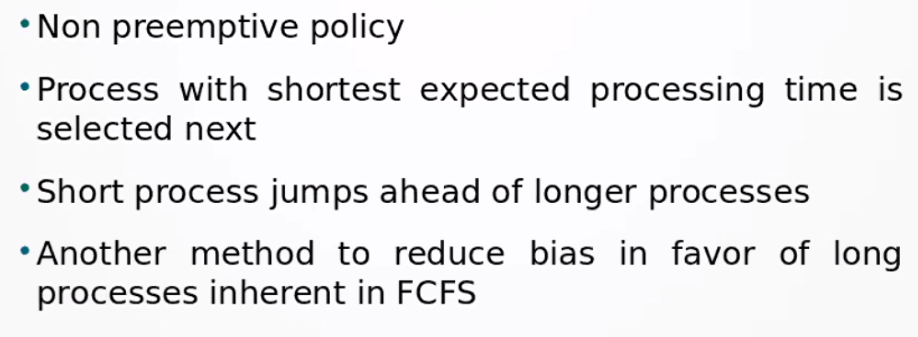 • Non preemptive policy
• Process with shortest expected processing time is
selected next
• Short process jumps ahead of longer processes
• Another method to reduce bias in favor of long
processes inherent in FCFS